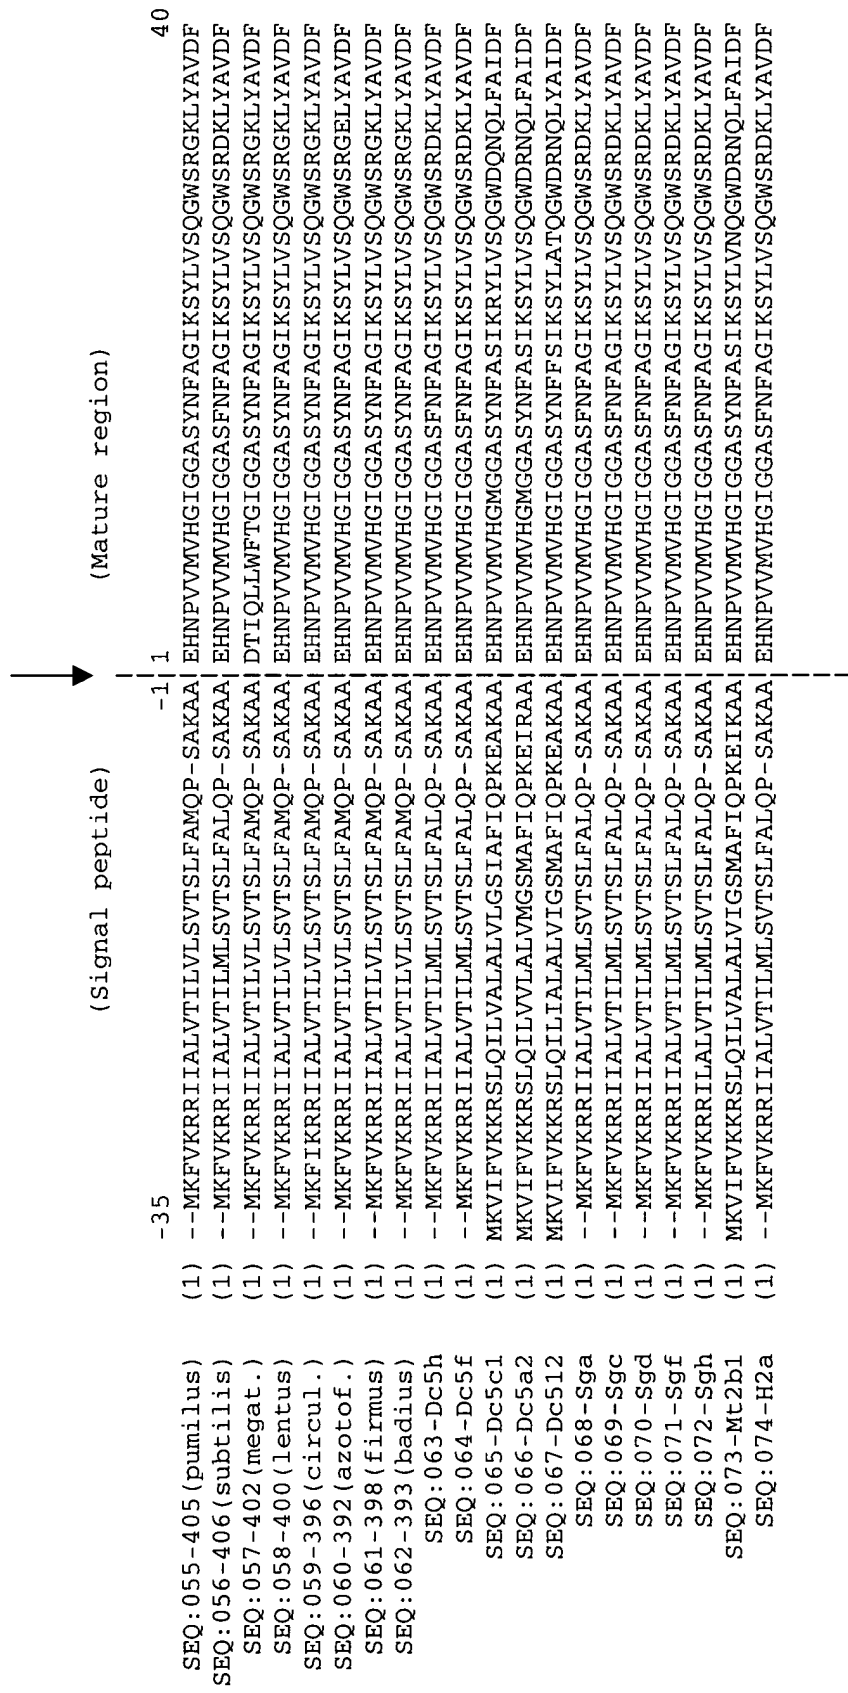 (Signal peptide) (Mature region)
-35 -1 1 40
SEQ:055-405(pumilus) (1) --MKFVKRRIIALVTILVLSVTSLFAMQP-SAKAA EHNPVVMVHGIGGASYNFAGIKSYLVSQGWSRGKLYAVDF
SEQ:056-406(subtilis) (1) --MKFVKRRIIALVTILMLSVTSLFALQP-SAKAA EHNPVVMVHGIGGASFNFAGIKSYLVSQGWSRDKLYAVDF
SEQ:057-402(megat.) (1) --MKFVKRRIIALVTILVLSVTSLFAMQP-SAKAA DTIQLLWFTGIGGASYNFAGIKSYLVSQGWSRGKLYAVDF
SEQ:058-400(lentus) (1) --MKFVKRRIIALVTILVLSVTSLFAMQP-SAKAA EHNPVVMVHGIGGASYNFAGIKSYLVSQGWSRGKLYAVDF
SEQ:059-396(circul.) (1) --MKFIKRRIIALVTILVLSVTSLFAMQP-SAKAA EHNPVVMVHGIGGASYNFAGIKSYLVSQGWSRGKLYAVDF
SEQ:060-392(azotof.) (1) --MKFVKRRIIALVTILVLSVTSLFAMQP-SAKAA EHNPVVMVHGIGGASYNFAGIKSYLVSQGWSRGELYAVDF
SEQ:061-398(firmus) (1) --MKFVKRRIIALVTILVLSVTSLFAMQP-SAKAA EHNPVVMVHGIGGASYNFAGIKSYLVSQGWSRGKLYAVDF
SEQ:062-393(badius) (1) --MKFVKRRIIALVTILVLSVTSLFAMQP-SAKAA EHNPVVMVHGIGGASYNFAGIKSYLVSQGWSRGKLYAVDF
SEQ:063-Dc5h (1) --MKFVKRRIIALVTILMLSVTSLFALQP-SAKAA EHNPVVMVHGIGGASFNFAGIKSYLVSQGWSRDKLYAVDF
SEQ:064-Dc5f (1) --MKFVKRRIIALVTILMLSVTSLFALQP-SAKAA EHNPVVMVHGIGGASFNFAGIKSYLVSQGWSRDKLYAVDF
SEQ:065-Dc5c1 (1) MKVIFVKKRSLQILVALALVLGSIAFIQPKEAKAA EHNPVVMVHGMGGASYNFASIKRYLVSQGWDQNQLFAIDF
SEQ:066-Dc5a2 (1) MKVIFVKKRSLQILVVLALVMGSMAFIQPKEIRAA EHNPVVMVHGMGGASYNFASIKSYLVSQGWDRNQLFAIDF
SEQ:067-Dc512 (1) MKVIFVKKRSLQILIALALVIGSMAFIQPKEAKAA EHNPVVMVHGIGGASYNFFSIKSYLATQGWDRNQLYAIDF
SEQ:068-Sga (1) --MKFVKRRIIALVTILMLSVTSLFALQP-SAKAA EHNPVVMVHGIGGASFNFAGIKSYLVSQGWSRDKLYAVDF
SEQ:069-Sgc (1) --MKFVKRRIIALVTILMLSVTSLFALQP-SAKAA EHNPVVMVHGIGGASFNFAGIKSYLVSQGWSRDKLYAVDF
SEQ:070-Sgd (1) --MKFVKRRIIALVTILMLSVTSLFALQP-SAKAA EHNPVVMVHGIGGASFNFAGIKSYLVSQGWSRDKLYAVDF
SEQ:071-Sgf (1) --MKFVKRRIIALVTILMLSVTSLFALQP-SAKAA EHNPVVMVHGIGGASFNFAGIKSYLVSQGWSRDKLYAVDF
SEQ:072-Sgh (1) --MKFVKRRILALVTILMLSVTSLFALQP-SAKAA EHNPVVMVHGIGGASFNFAGIKSYLVSQGWSRDKLYAVDF
SEQ:073-Mt2b1 (1) MKVIFVKKRSLQILVALALVIGSMAFIQPKEIKAA EHNPVVMVHGIGGASYNFASIKSYLVNQGWDRNQLFAIDF
SEQ:074-H2a (1) --MKFVKRRIIALVTILMLSVTSLFALQP-SAKAA EHNPVVMVHGIGGASFNFAGIKSYLVSQGWSRDKLYAVDF